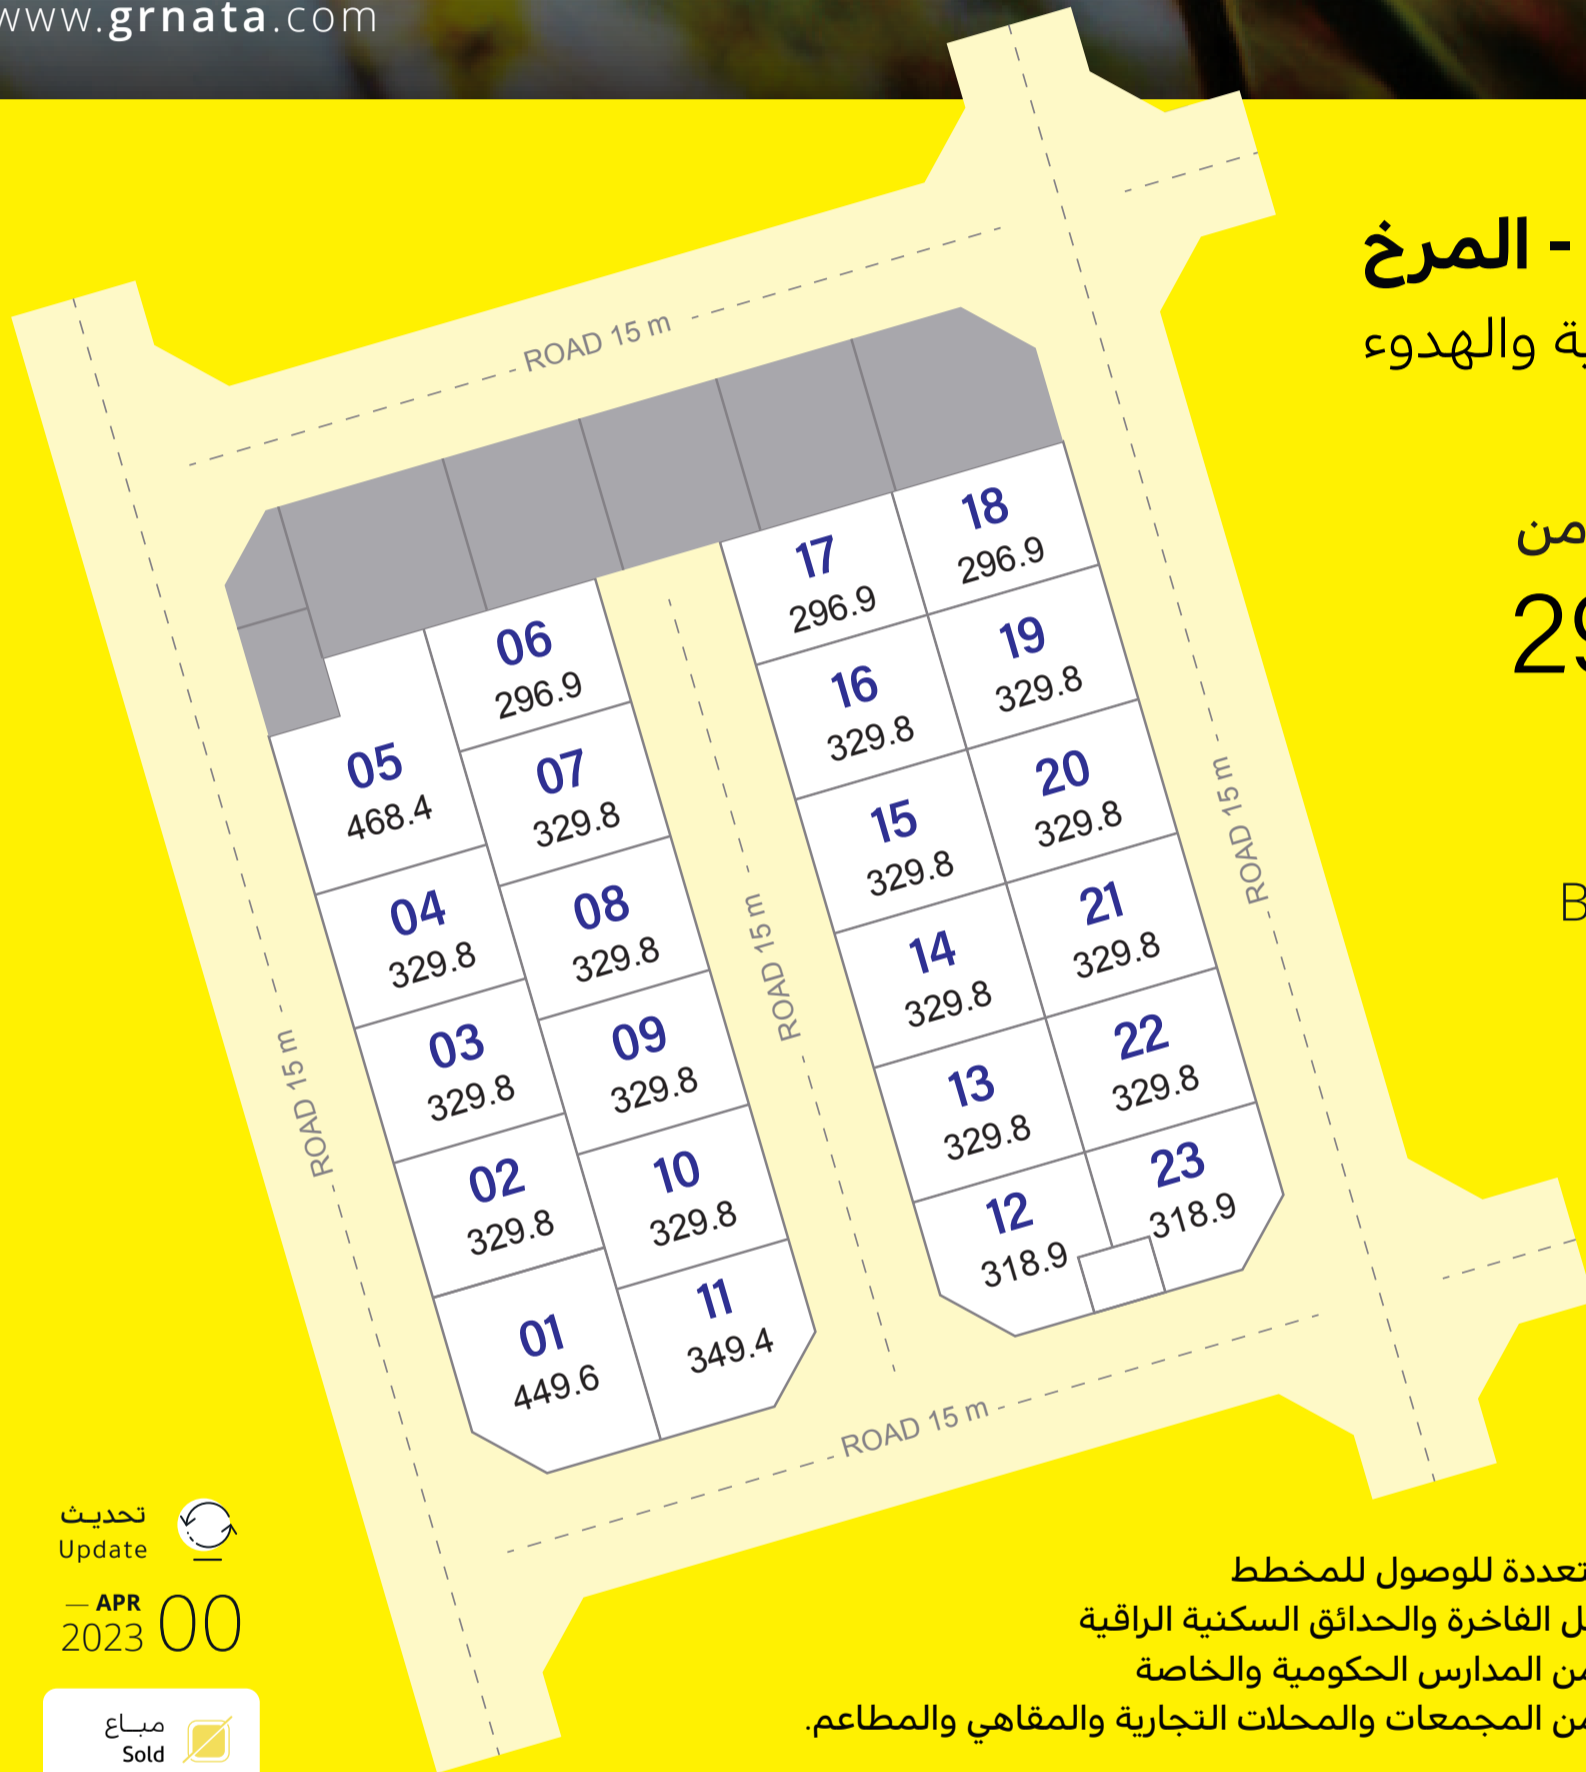 www.grnata.com
- المرخ
والهدوء
من
ROAD 15 m
18
296.9
17
296.9
06
296.9
19
329.8
16
329.8
05
468.4
07
329.8
20
329.8
15
329.8
04
329.8
08
329.8
21
329.8
14
329.8
ROAD 15 m
ROAD 15 m
ROAD 15 m
03
329.8
09
329.8
22
329.8
13
329.8
02
329.8
10
329.8
23
318.9
12
318.9
01
449.6
11
349.4
ROAD 15 m
تحديث
Update
— APR
2023
00
مباع
Sold
للوصول للمخطط
الفاخرة والحدائق السكنية الراقية
المدارس الحكومية والخاصة
المجمعات والمحلات التجارية والمقاهي والمطاعم.